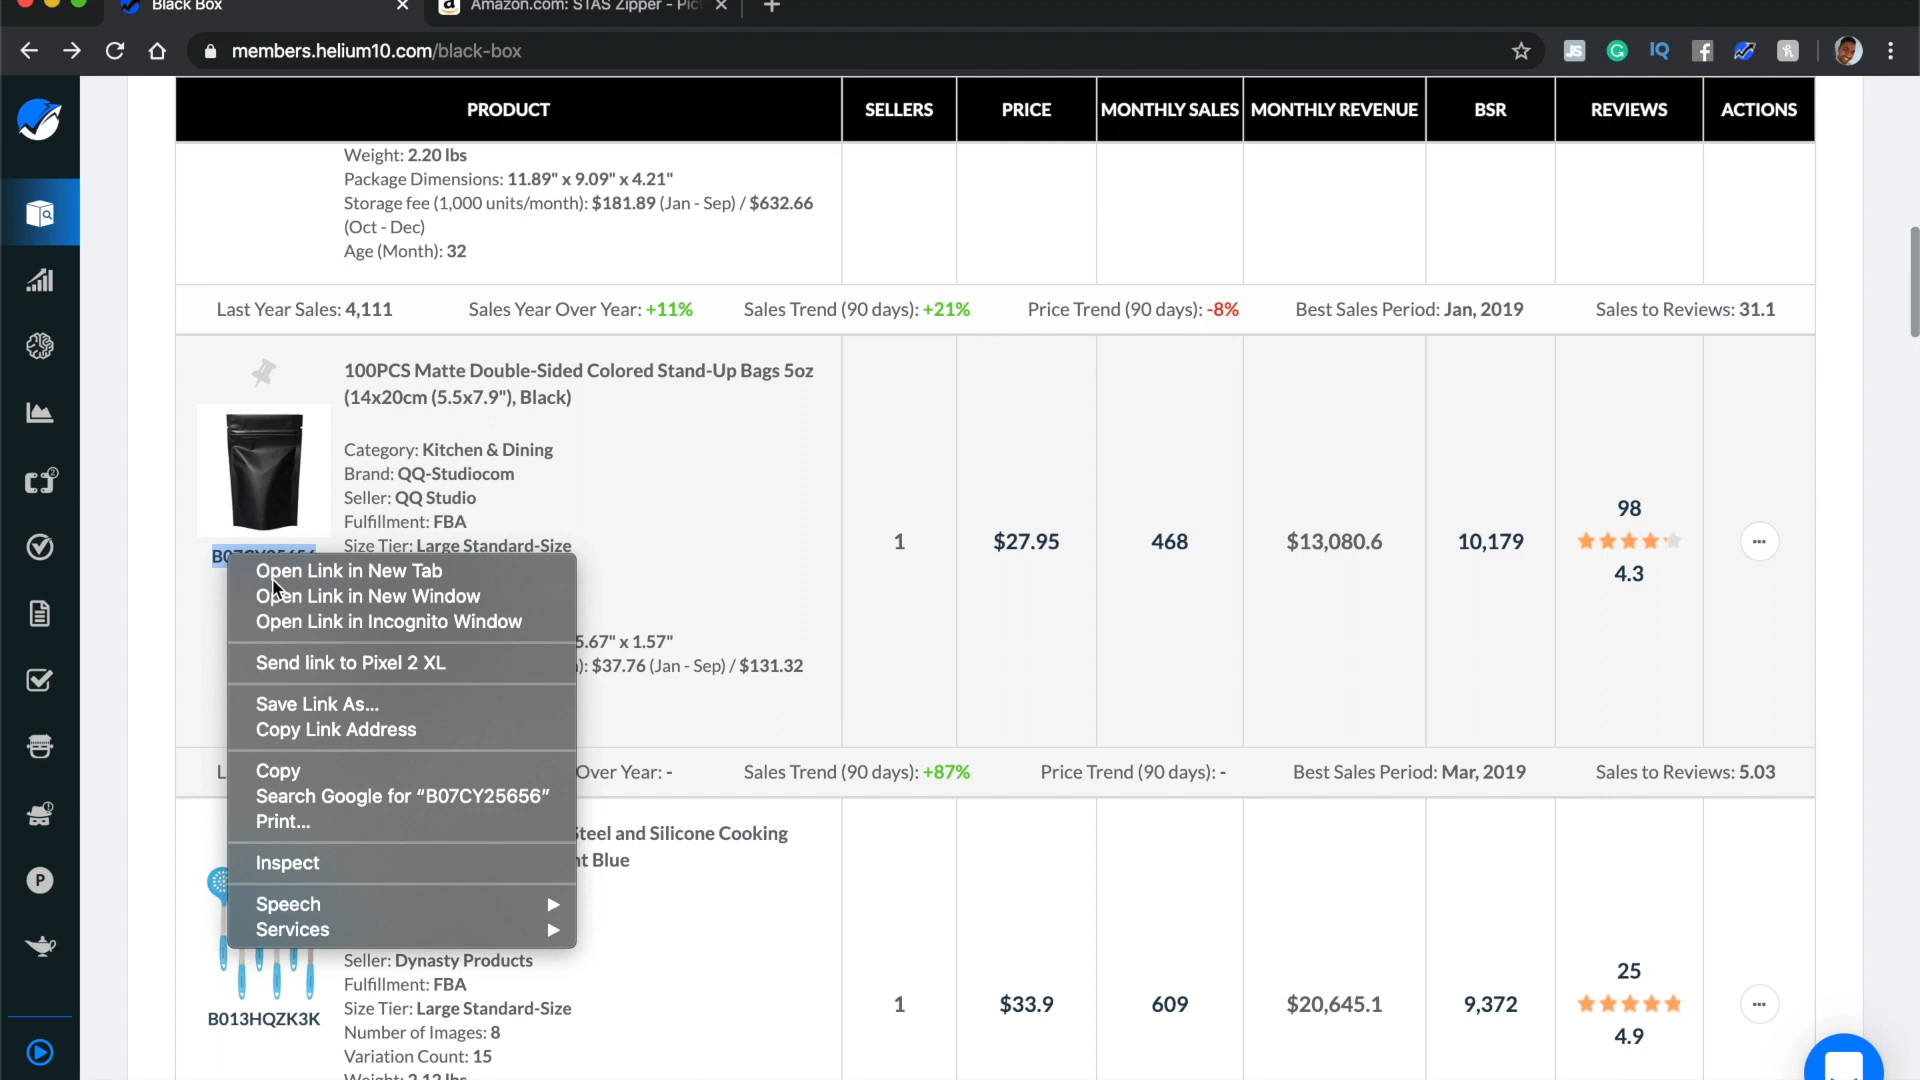 Black Box
Amazon.com: STAS Zipper - Pic
members.helium10.com/black-box
JS
G
IQ
f
h
PRODUCT
SELLERS
PRICE
MONTHLY SALES
MONTHLY REVENUE
BSR
REVIEWS
ACTIONS
Weight: 2.20 lbs
Package Dimensions: 11.89" x 9.09" x 4.21"
Storage fee (1,000 units/month): $181.89 (Jan - Sep) / $632.66
(Oct - Dec)
Age (Month): 32
Last Year Sales: 4,111
Sales Year Over Year: +11%
Sales Trend (90 days): +21%
Price Trend (90 days): -8%
Best Sales Period: Jan, 2019
Sales to Reviews: 31.1
100PCS Matte Double-Sided Colored Stand-Up Bags 5oz
(14x20cm (5.5x7.9"), Black)
Category: Kitchen & Dining
Brand: QQ-Studiocom
Seller: QQ Studio
Fulfillment: FBA
Size Tier: Large Standard-Size
B07CY25656
1
$27.95
468
$13,080.6
10,179
98
4.3
Open Link in New Tab
Open Link in New Window
Open Link in Incognito Window
Send link to Pixel 2 XL
Save Link As...
Copy Link Address
Copy
Search Google for “B07CY25656”
Print...
Inspect
Speech
Services
5.67" x 1.57"
): $37.76 (Jan - Sep) / $131.32
L
Over Year: -
Sales Trend (90 days): +87%
Price Trend (90 days): -
Best Sales Period: Mar, 2019
Sales to Reviews: 5.03
Steel and Silicone Cooking
nt Blue
Seller: Dynasty Products
Fulfillment: FBA
Size Tier: Large Standard-Size
Number of Images: 8
Variation Count: 15
Weight: 2.12 lbs
B013HQZK3K
1
$33.9
609
$20,645.1
9,372
25
4.9
2
P